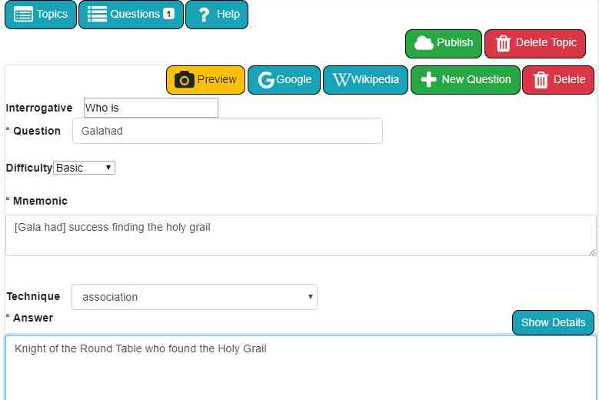 Topics Questions 1 Help
Publish Delete Topic
Preview Google Wikipedia New Question Delete
Interrogative Who is
* Question Galahad
Difficulty Basic
* Mnemonic
[Gala had] success finding the holy grail
Technique association
* Answer Show Details
Knight of the Round Table who found the Holy Grail